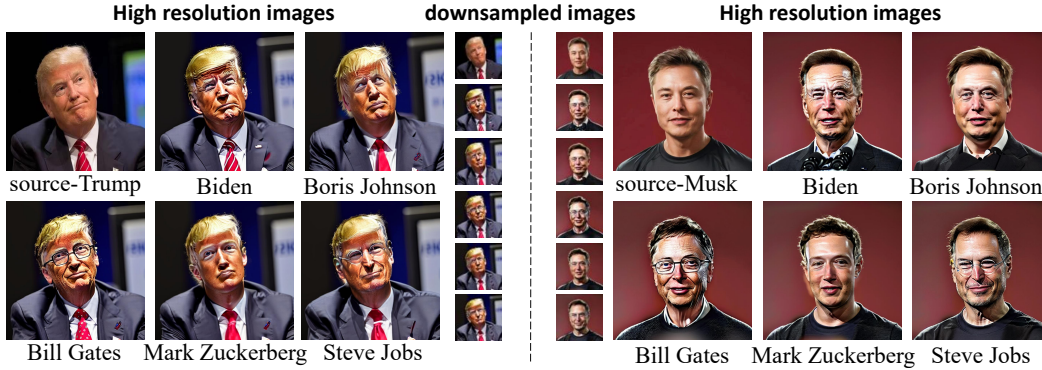 High resolution images
downsampled images
High resolution images
source-Trump
Biden
Boris Johnson
source-Musk
Biden
Boris Johnson
Bill Gates
Mark Zuckerberg
Steve Jobs
Bill Gates
Mark Zuckerberg
Steve Jobs